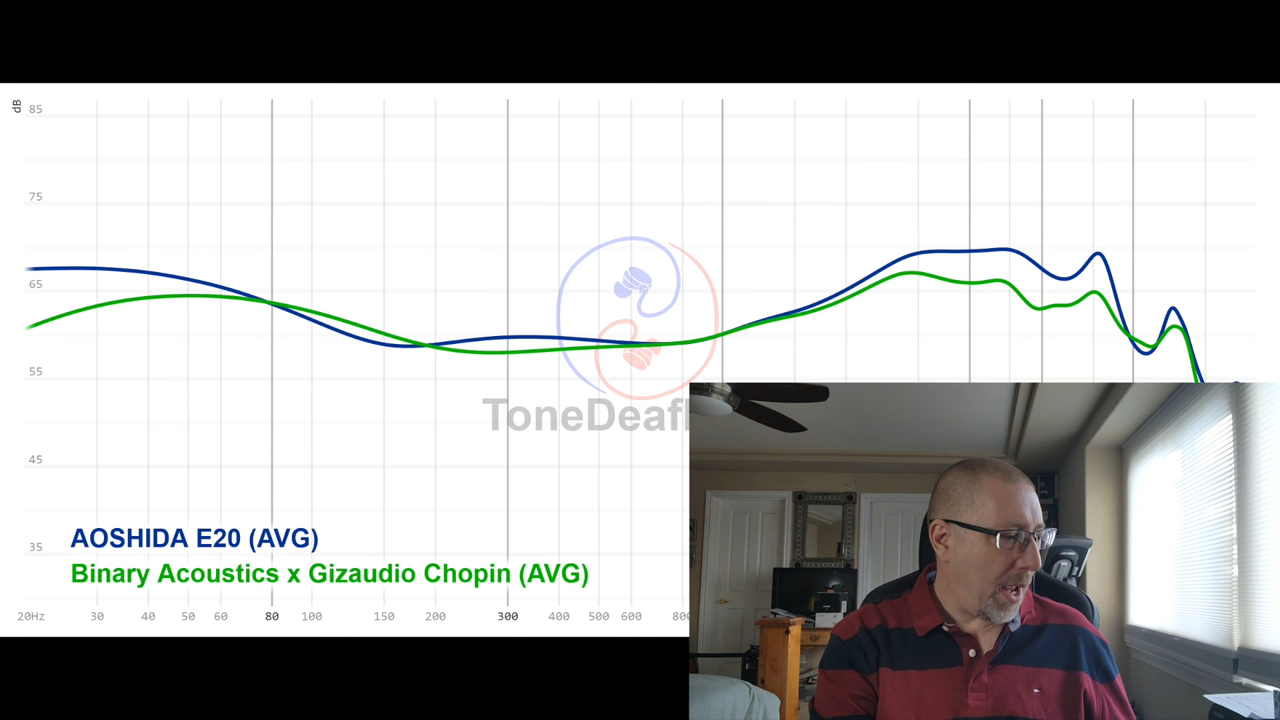 dB
85
75
65
55
45
35
ToneDeaf
AOSHIDA E20 (AVG)
Binary Acoustics x Gizaudio Chopin (AVG)
20Hz 30 40 50 60 80 100 150 200 300 400 500 600 800